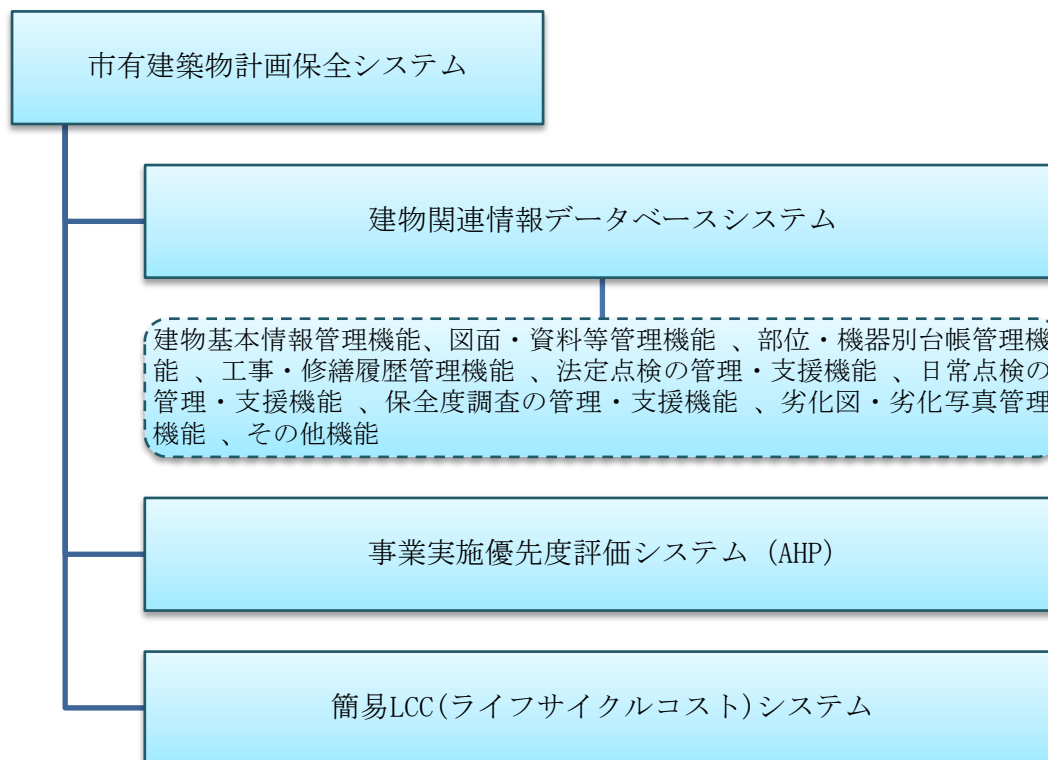 市有建築物計画保全システム
建物関連情報データベースシステム
建物基本情報管理機能、図面・資料等管理機能 、部位・機器別台帳管理機
能 、工事・修繕履歴管理機能 、法定点検の管理・支援機能 、日常点検の
管理・支援機能 、保全度調査の管理・支援機能 、劣化図・劣化写真管理
機能 、その他機能
事業実施優先度評価システム (AHP)
簡易LCC(ライフサイクルコスト)システム